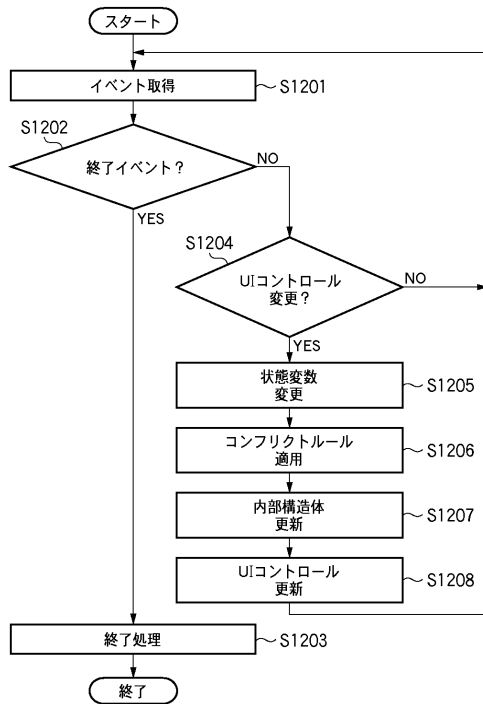 スタート
イベント取得
S1201
S1202
終了イベント？
NO
YES
S1204
UIコントロール
変更？
NO
YES
状態変数
変更
S1205
コンフリクトルール
適用
S1206
内部構造体
更新
S1207
UIコントロール
更新
S1208
終了処理
S1203
終了